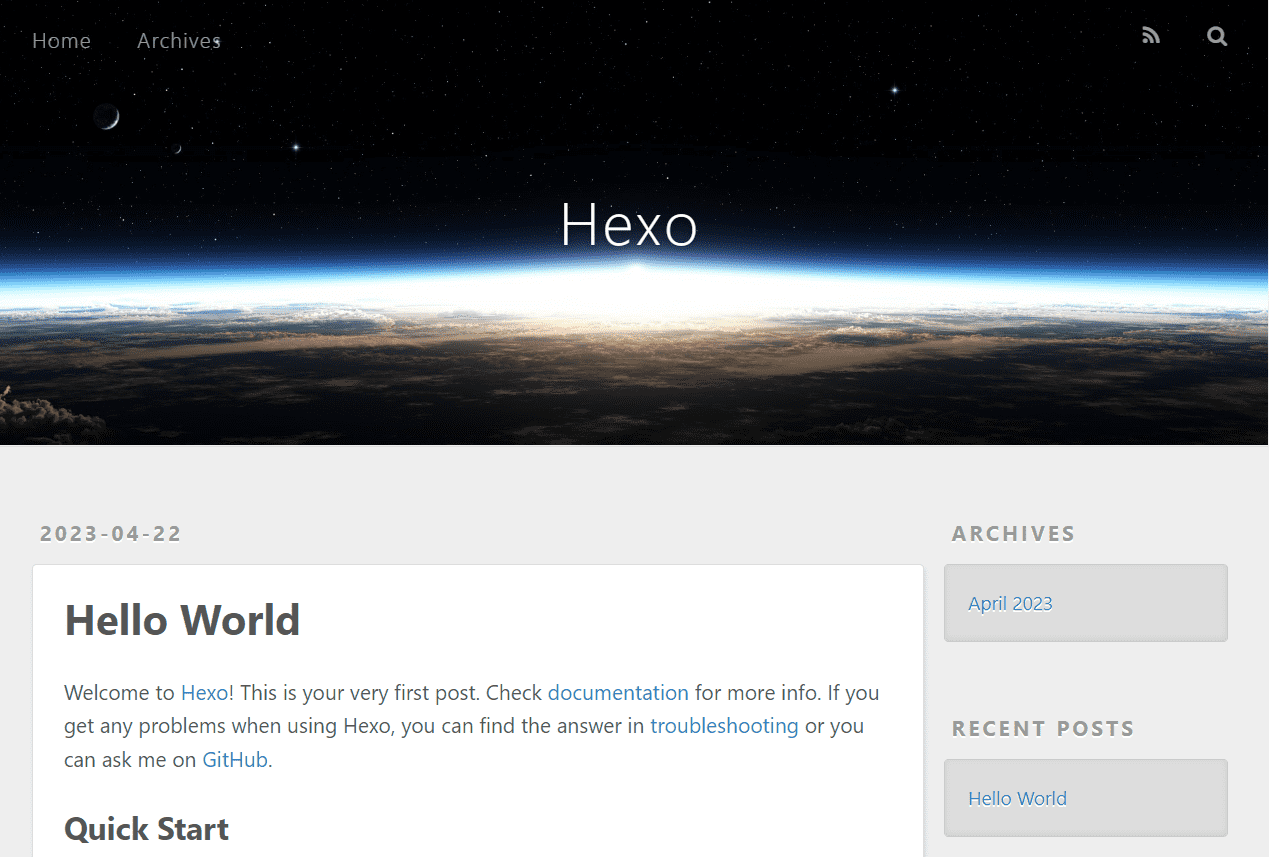 Home Archives
Hexo
2023-04-22
Hello World
Welcome to Hexo! This is your very first post. Check documentation for more info. If you
get any problems when using Hexo, you can find the answer in troubleshooting or you
can ask me on GitHub.
Quick Start
ARCHIVES
April 2023
RECENT POSTS
Hello World